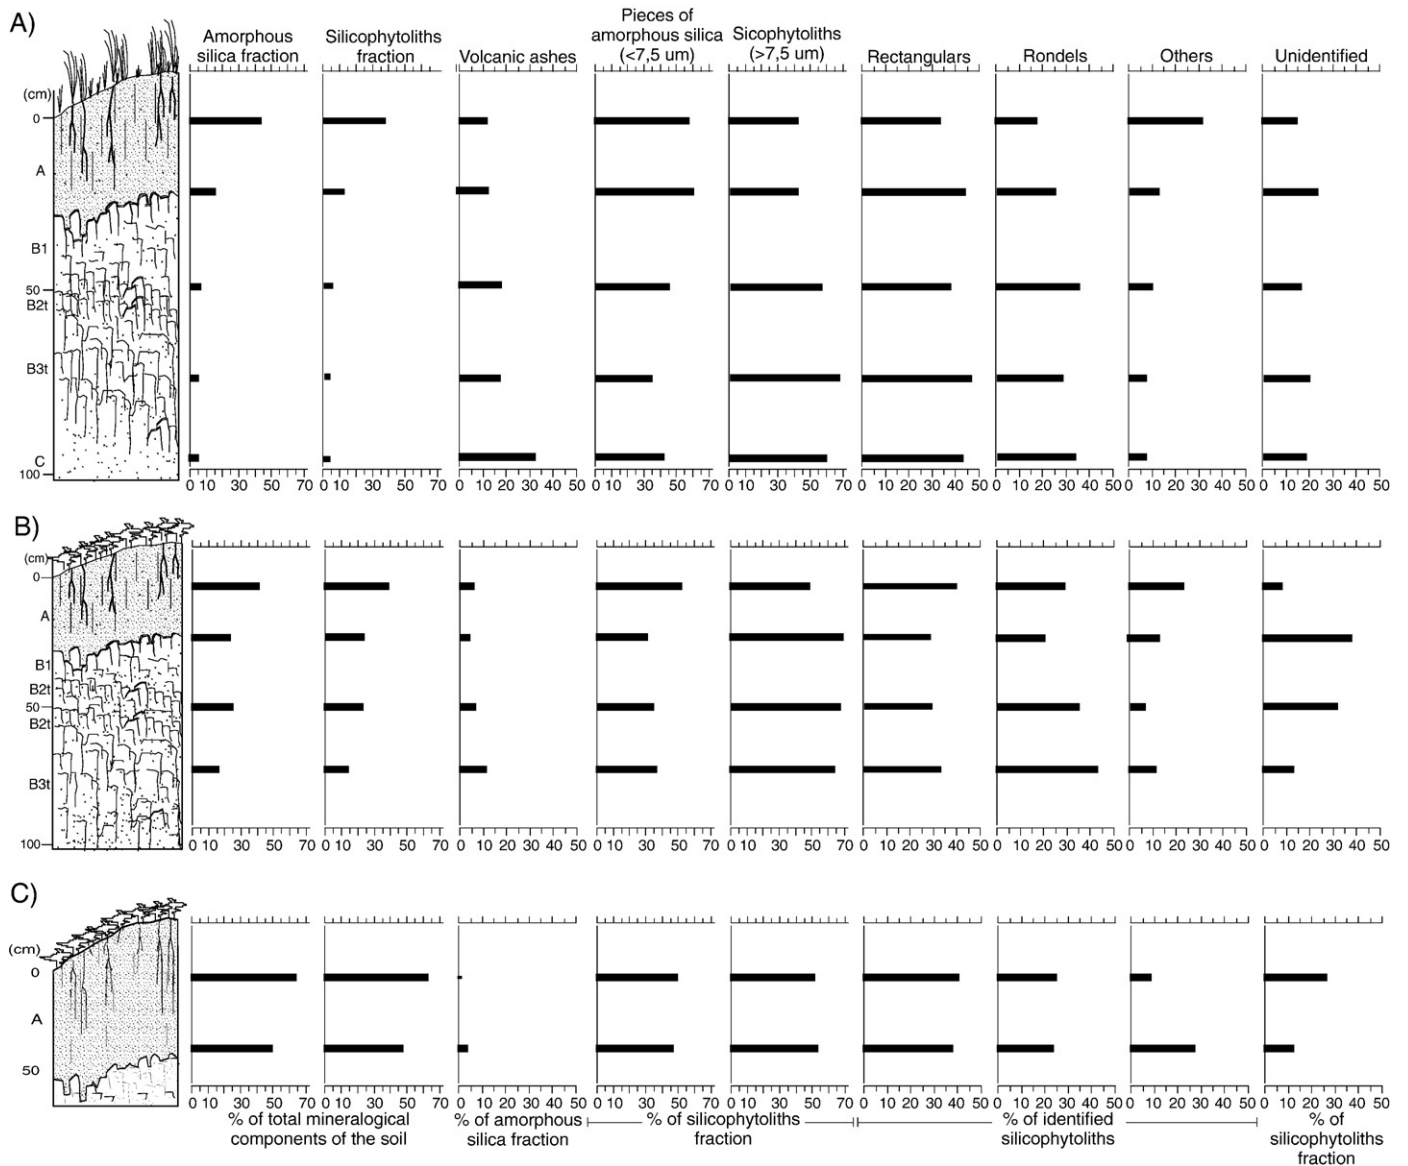 A)
Amorphous
silica fraction
Silicophytoliths
fraction
Volcanic ashes
Pieces of
amorphous silica
(<7,5 um)
Sicophytoliths
(>7,5 um)
Rectangulars
Rondels
Others
Unidentified
(cm)
0
A
B1
50
B2t
B3t
C
100
0 10 30 50 70
0 10 30 50 70
0 10 20 30 40 50
0 10 30 50 70
0 10 30 50 70
0 10 20 30 40 50
0 10 20 30 40 50
0 10 20 30 40 50
0 10 20 30 40 50
B)
(cm)
0
A
B1
B2t
50
B2t
B3t
100
0 10 30 50 70
0 10 30 50 70
0 10 20 30 40 50
0 10 30 50 70
0 10 30 50 70
0 10 20 30 40 50
0 10 20 30 40 50
0 10 20 30 40 50
0 10 20 30 40 50
C)
(cm)
0
A
50
0 10 30 50 70
0 10 30 50 70
0 10 20 30 40 50
0 10 30 50 70
0 10 30 50 70
0 10 20 30 40 50
0 10 20 30 40 50
0 10 20 30 40 50
0 10 20 30 40 50
% of total mineralogical
components of the soil
% of amorphous
silica fraction
% of silicophytoliths
fraction
% of identified
silicophytoliths
% of
silicophytoliths
fraction